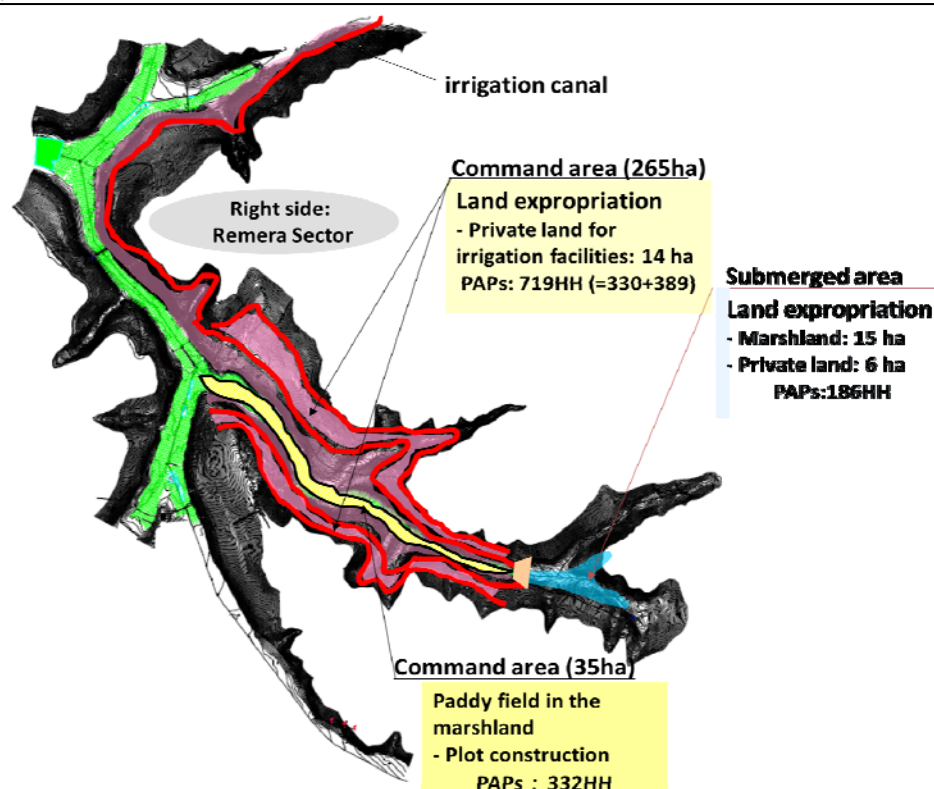 irrigation canal
Command area (265ha)
Land expropriation
- Private land for
irrigation facilities: 14 ha
PAPs: 719HH (=330+389)
Right side:
Remera Sector
Submerged area
Land expropriation
- Marshland: 15 ha
- Private land: 6 ha
PAPs:186HH
Command area (35ha)
Paddy field in the
marshland
- Plot construction
PAPs : 332HH